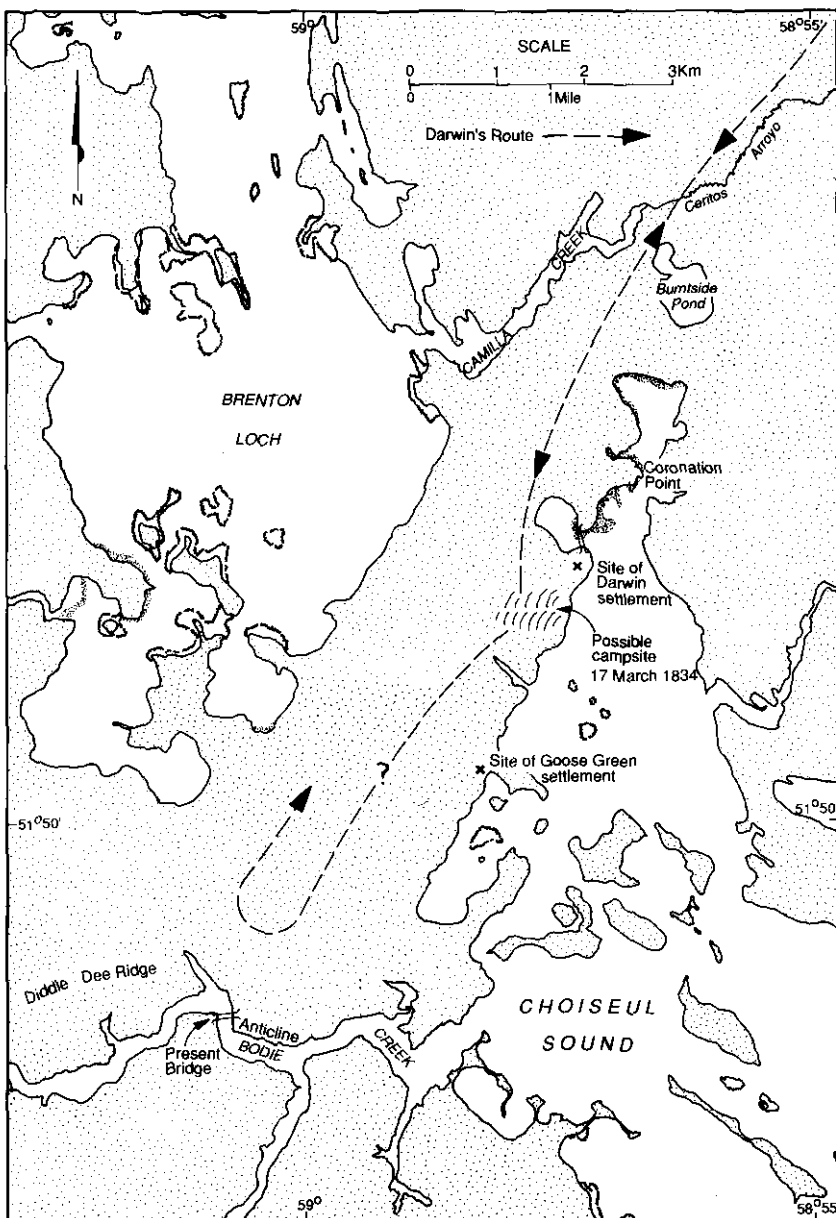 59°
58°55'
SCALE
0 1 2 3Km
0 1Mile
Darwin's Route
Arroyo
Ceritos
N
CREEK
CAMILLA
Burntside
Pond
BRENTON
LOCH
Coronation
Point
Site of
Darwin
settlement
Possible
campsite
17 March 1834
?
Site of Goose Green
settlement
51°50'
51°50'
Diddle Dee Ridge
Anticline
BODIE
CREEK
Present
Bridge
CHOISEUL
SOUND
59°
58°55'